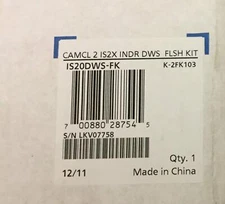 CAMCL 2 IS2X INDR DWS FLSH KIT
IS20DWS-FK K-2FK103
7 00880 28754 5
S/N LKV07758
Qty. 1
12/11 Made in China